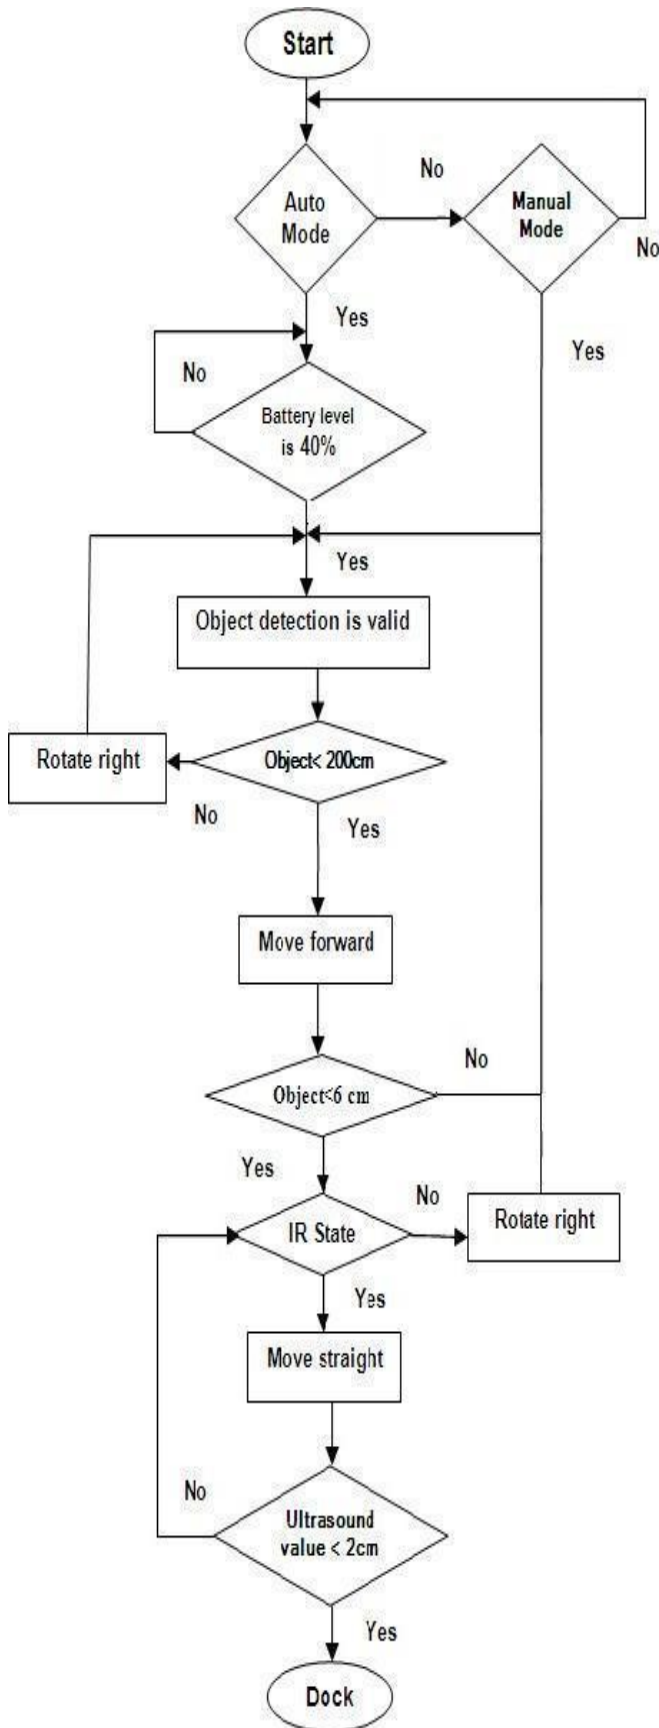 Start
Auto
Mode
No
Manual
Mode
No
Yes
Yes
No
Battery level
is 40%
Yes
Object detection is valid
Rotate right
Object< 200cm
No
Yes
Move forward
Object<6 cm
No
Yes
IR State
No
Rotate right
Yes
Move straight
No
Ultrasound
value < 2cm
Yes
Dock